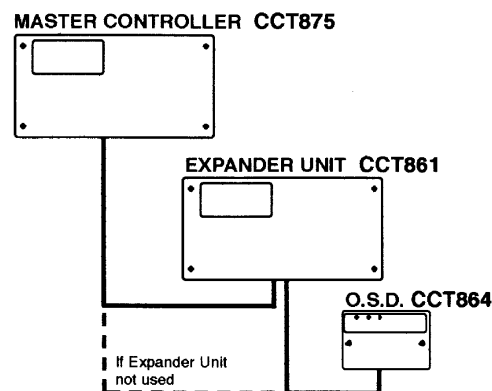 MASTER CONTROLLER CCT875
EXPANDER UNIT CCT861
O.S.D. CCT864
If Expander Unit
not used